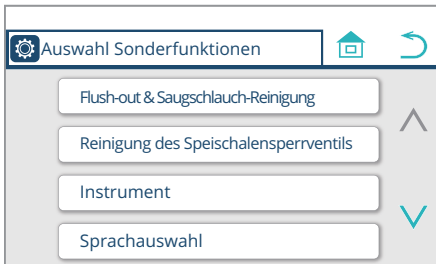 Auswahl Sonderfunktionen
Flush-out & Saugschlauch-Reinigung
Reinigung des Speischalensperrventils
Instrument
Sprachauswahl